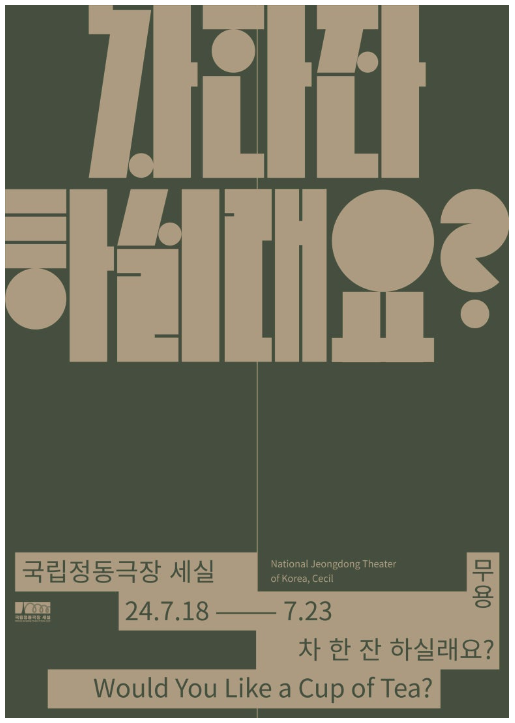 차한잔
하실래요?
국립정동극장 세실
National Jeongdong Theater
of Korea, Cecil
무용
24.7.18 —— 7.23
차 한 잔 하실래요?
Would You Like a Cup of Tea?